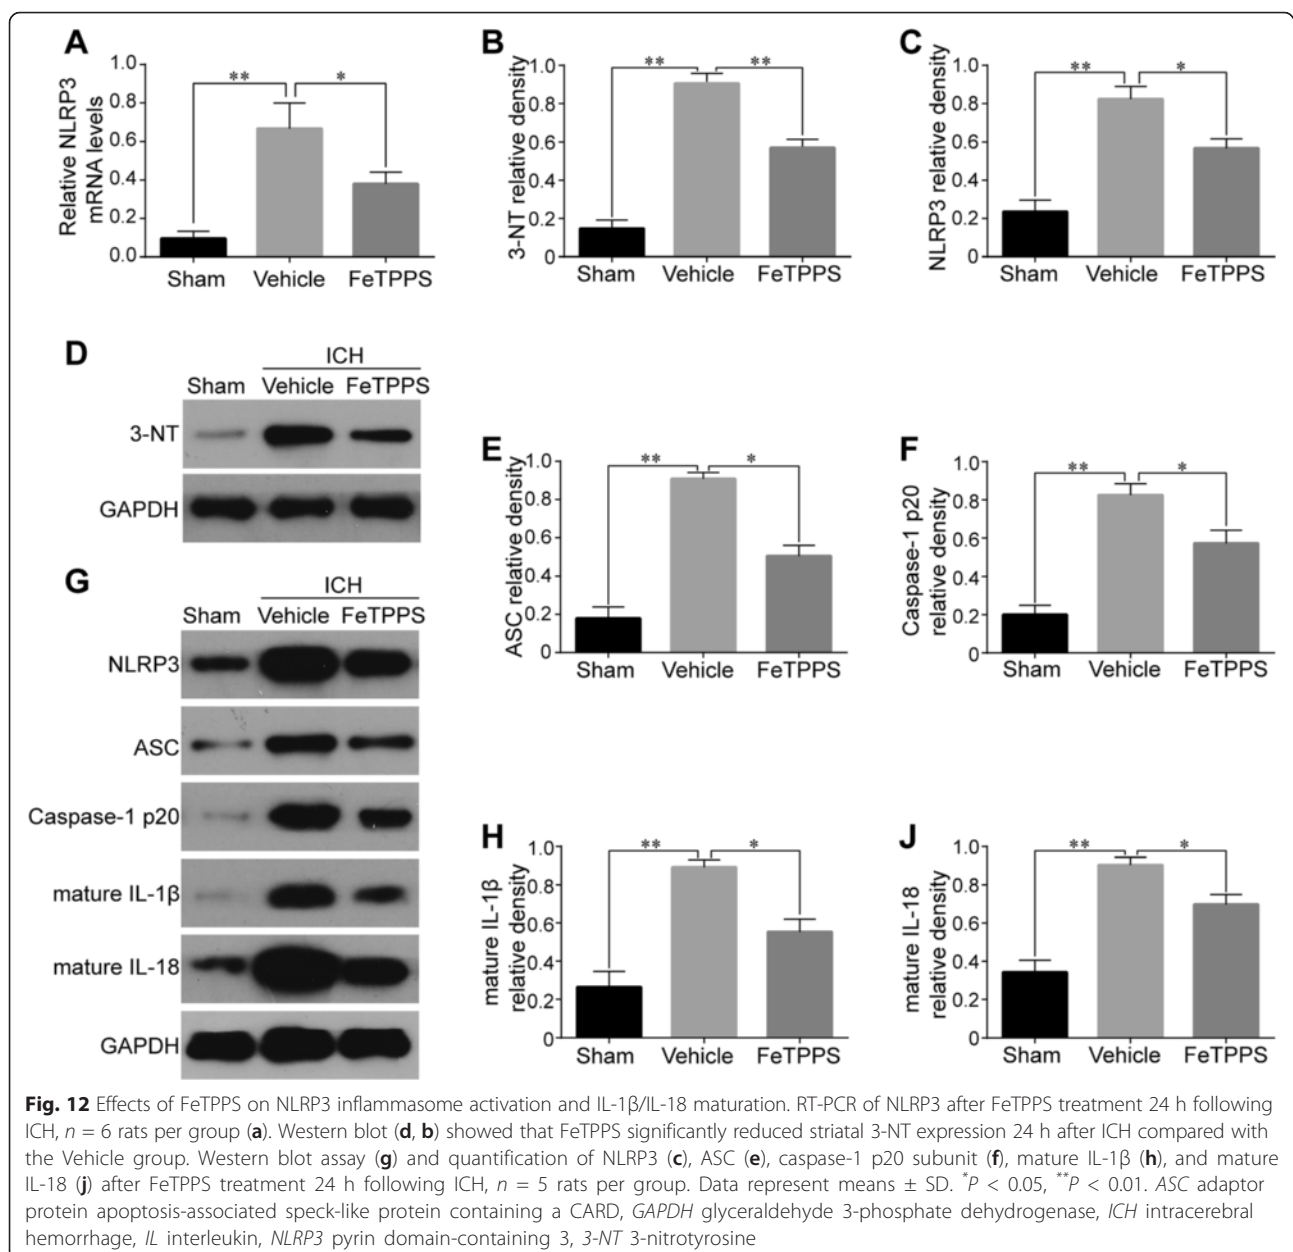 A
Relative NLRP3
mRNA levels
1.0
0.8
0.6
0.4
0.2
0.0
**
*
Sham Vehicle FeTPPS
B
3-NT relative density
1.0
0.8
0.6
0.4
0.2
0
**
**
Sham Vehicle FeTPPS
C
NLRP3 relative density
1.0
0.8
0.6
0.4
0.2
0
**
*
Sham Vehicle FeTPPS
D
ICH
Sham Vehicle FeTPPS
3-NT
GAPDH
E
ASC relative density
1.0
0.8
0.6
0.4
0.2
0
**
*
Sham Vehicle FeTPPS
F
Caspase-1 p20
relative density
1.0
0.8
0.6
0.4
0.2
0
**
*
Sham Vehicle FeTPPS
G
ICH
Sham Vehicle FeTPPS
NLRP3
ASC
Caspase-1 p20
mature IL-1β
mature IL-18
GAPDH
H
mature IL-1β
relative density
1.0
0.8
0.6
0.4
0.2
0
**
*
Sham Vehicle FeTPPS
J
mature IL-18
relative density
1.0
0.8
0.6
0.4
0.2
0
**
*
Sham Vehicle FeTPPS
Fig. 12 Effects of FeTPPS on NLRP3 inflammasome activation and IL-1β/IL-18 maturation. RT-PCR of NLRP3 after FeTPPS treatment 24 h following
ICH, n = 6 rats per group (a). Western blot (d, b) showed that FeTPPS significantly reduced striatal 3-NT expression 24 h after ICH compared with
the Vehicle group. Western blot assay (g) and quantification of NLRP3 (c), ASC (e), caspase-1 p20 subunit (f), mature IL-1β (h), and mature
IL-18 (j) after FeTPPS treatment 24 h following ICH, n = 5 rats per group. Data represent means ± SD. *P < 0.05, **P < 0.01. ASC adaptor
protein apoptosis-associated speck-like protein containing a CARD, GAPDH glyceraldehyde 3-phosphate dehydrogenase, ICH intracerebral
hemorrhage, IL interleukin, NLRP3 pyrin domain-containing 3, 3-NT 3-nitrotyrosine